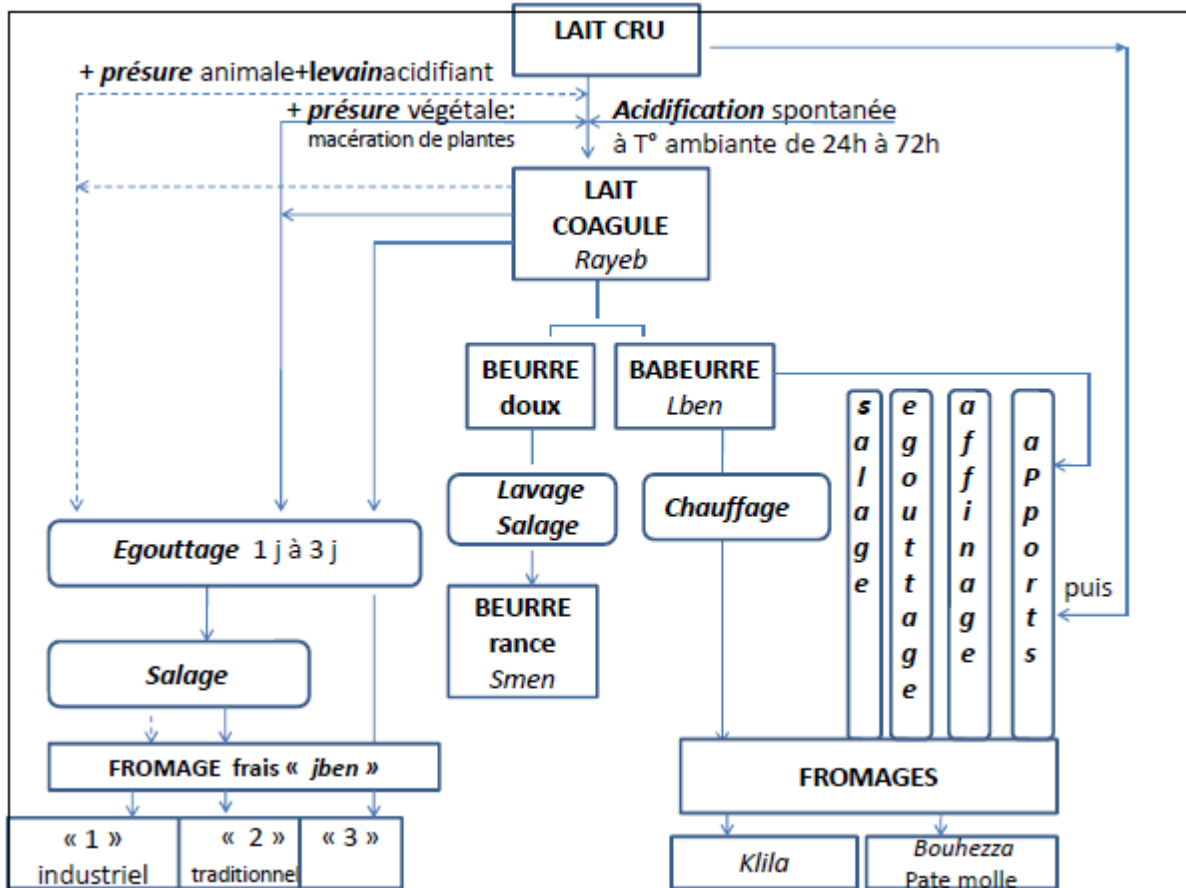 LAIT CRU
+ présure animale+levainacidifiant
+ présure végétale:
macération de plantes
Acidification spontanée
à T° ambiante de 24h à 72h
LAIT
COAGULE
Rayeb
BEURRE
doux
BABEURRE
Lben
Lavage
Salage
Chauffage
salage
egouttage
affinage
aPports
puis
Egouttage 1 j à 3 j
BEURRE
rance
Smen
Salage
FROMAGE frais « jben »
FROMAGES
« 1 »
industriel
« 2 »
traditionnel
« 3 »
Klila
Bouhezza
Pate molle